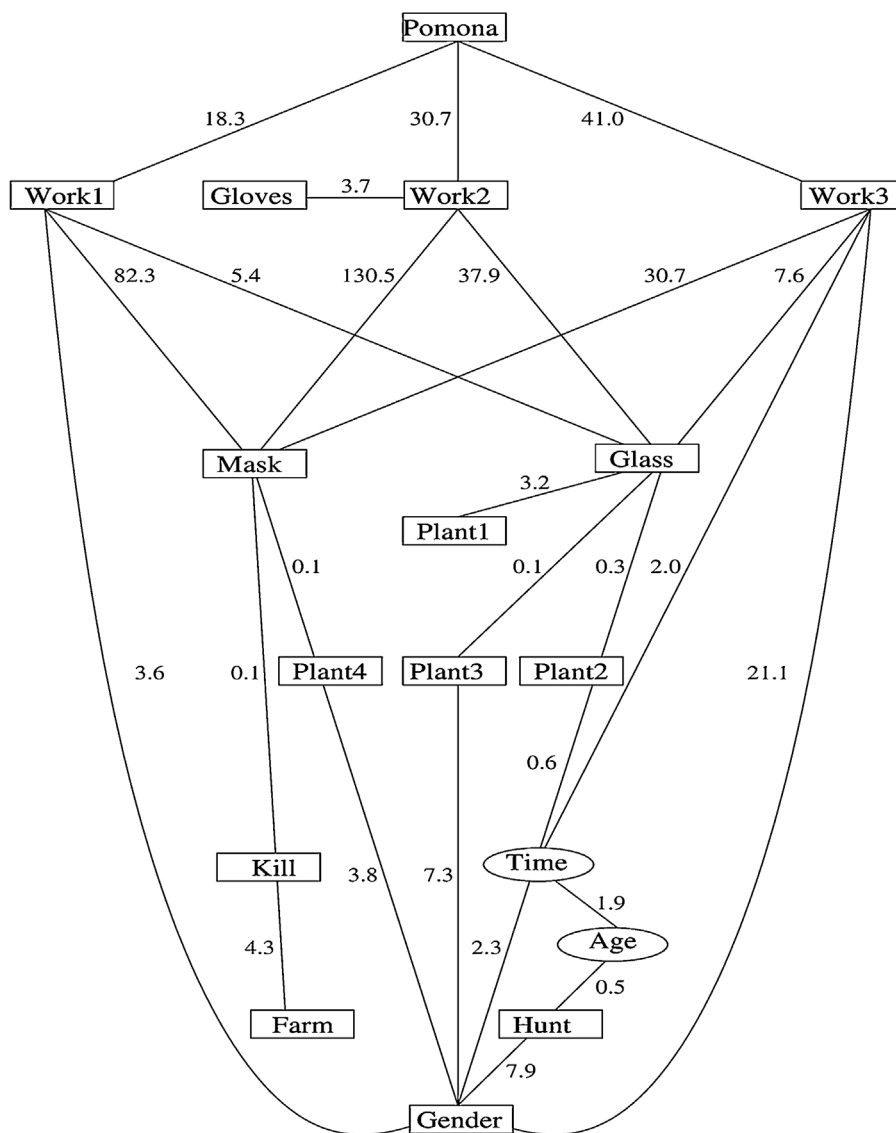 Pomona
18.3 30.7 41.0
Work1 Gloves 3.7 Work2 Work3
82.3 5.4 130.5 37.9 30.7 7.6
Mask Glass
3.2
Plant1
0.1 0.1 0.3 2.0
3.6 0.1 Plant4 Plant3 Plant2 21.1
0.6
Kill 3.8 7.3 Time
1.9
4.3 2.3 Age
0.5
Farm Hunt
7.9
Gender